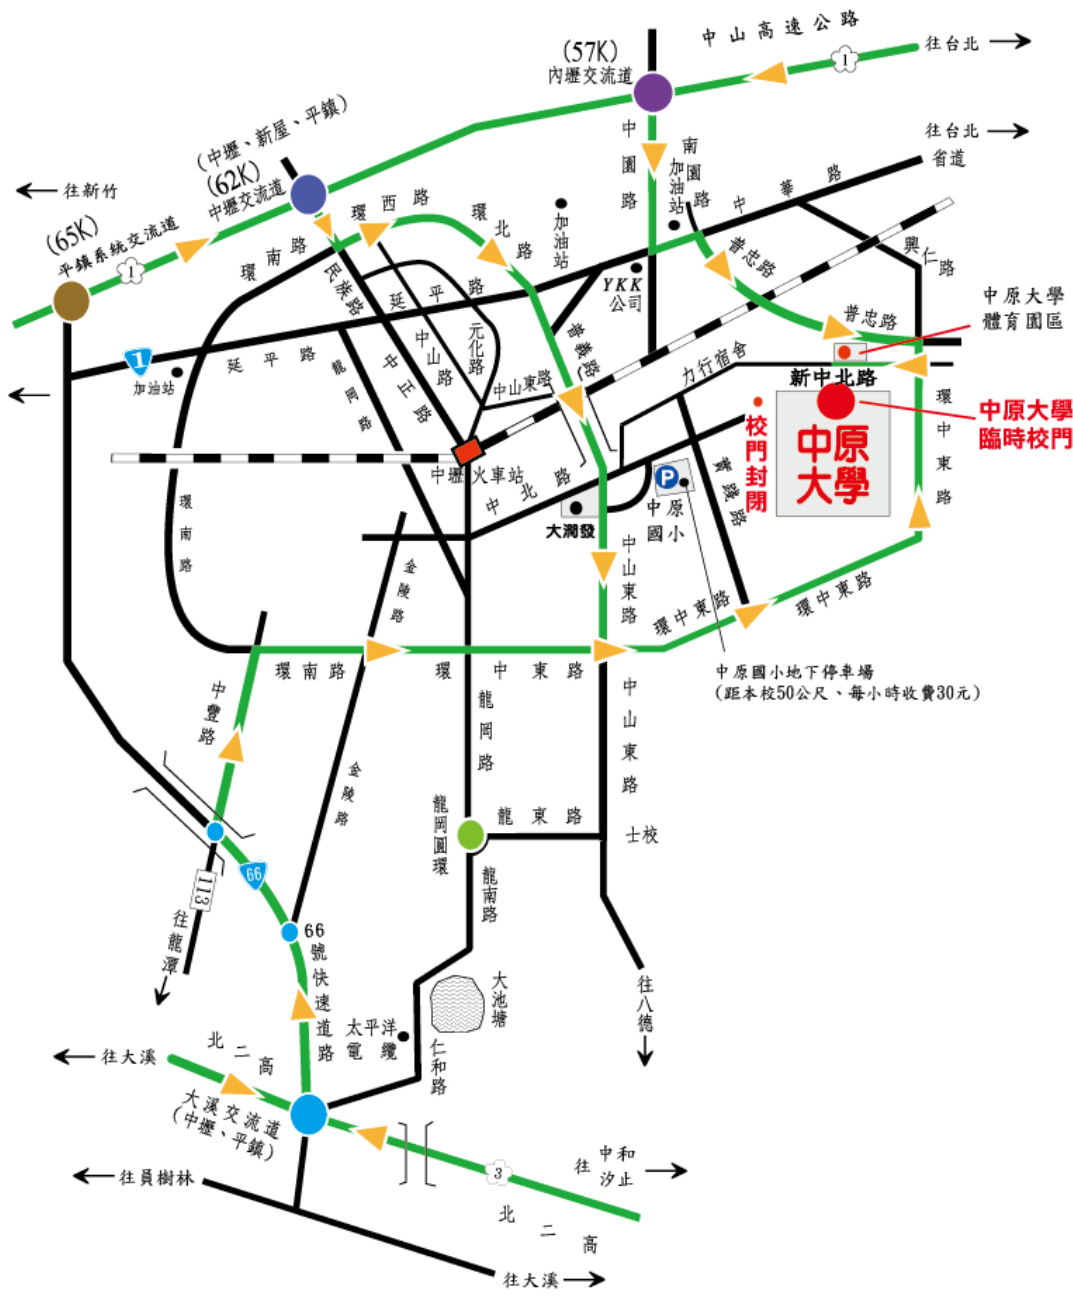 中山高速公路
(57K)
內壢交流道
1
往台北
往台北
省道
(中壢、新屋、平鎮)
(62K)
中壢交流道
往新竹
(65K)
平鎮系統交流道
1
環西路
環北路
環南路
加油站
中園路
南園路
加油站
中華路
興仁路
民族路
延平路
YKK
公司
普忠路
普忠路
中原大學
體育園區
1
加油站
延平路
龍岡路
中正路
中山路
元化路
中山東路
普義路
力行宿舍
新中北路
中原大學
臨時校門
中原
大學
校門封閉
環中東路
中壢火車站
中北路
大潤發
P
中原
國小
實踐路
環南路
金陵路
中山東路
環中東路
環中東路
環南路
環中東路
中原國小地下停車場
(距本校50公尺、每小時收費30元)
中豐路
龍岡路
中山東路
金陵路
龍岡圓環
龍東路
士校
66
113
龍南路
往龍潭
66
號快速道路
大池塘
往八德
太平洋
電纜
仁和路
北二高
往大溪
大溪交流道
(中壢、平鎮)
3
往中和
汐止
往員樹林
北二高
往大溪